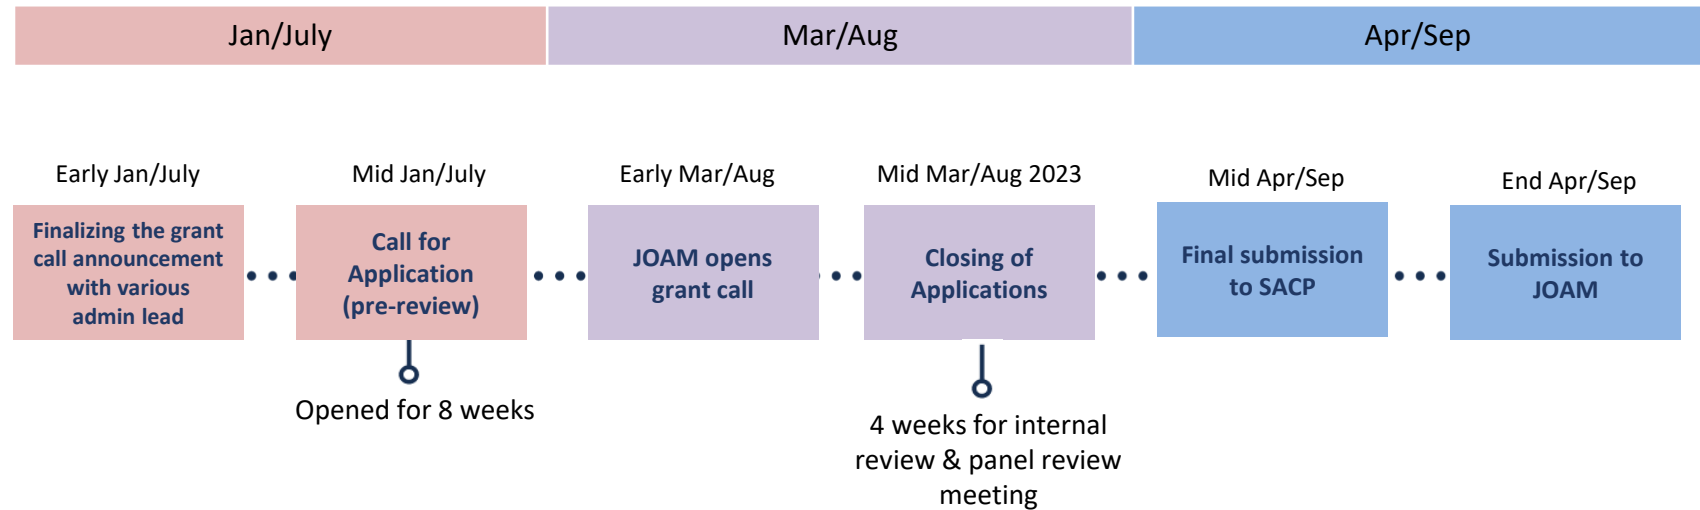 Jan/July
Mar/Aug
Apr/Sep
Early Jan/July
Mid Jan/July
Early Mar/Aug
Mid Mar/Aug 2023
Mid Apr/Sep
End Apr/Sep
Finalizing the grant
call announcement
with various
admin lead
Call for
Application
(pre-review)
JOAM opens
grant call
Closing of
Applications
Final submission
to SACP
Submission to
JOAM
Opened for 8 weeks
4 weeks for internal
review & panel review
meeting